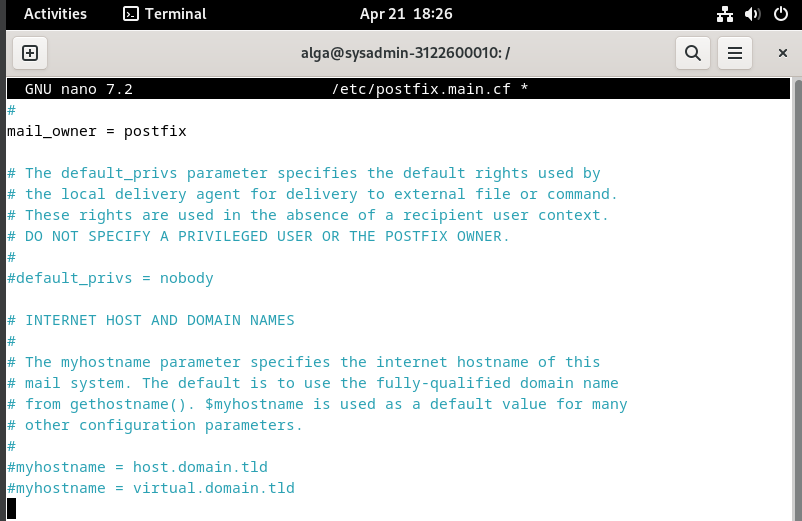 Activities Terminal Apr 21 18:26
alga@sysadmin-3122600010: /
GNU nano 7.2 /etc/postfix.main.cf *
#
mail_owner = postfix
# The default_privs parameter specifies the default rights used by
# the local delivery agent for delivery to external file or command.
# These rights are used in the absence of a recipient user context.
# DO NOT SPECIFY A PRIVILEGED USER OR THE POSTFIX OWNER.
#
#default_privs = nobody
# INTERNET HOST AND DOMAIN NAMES
#
# The myhostname parameter specifies the internet hostname of this
# mail system. The default is to use the fully-qualified domain name
# from gethostname(). $myhostname is used as a default value for many
# other configuration parameters.
#
#myhostname = host.domain.tld
#myhostname = virtual.domain.tld